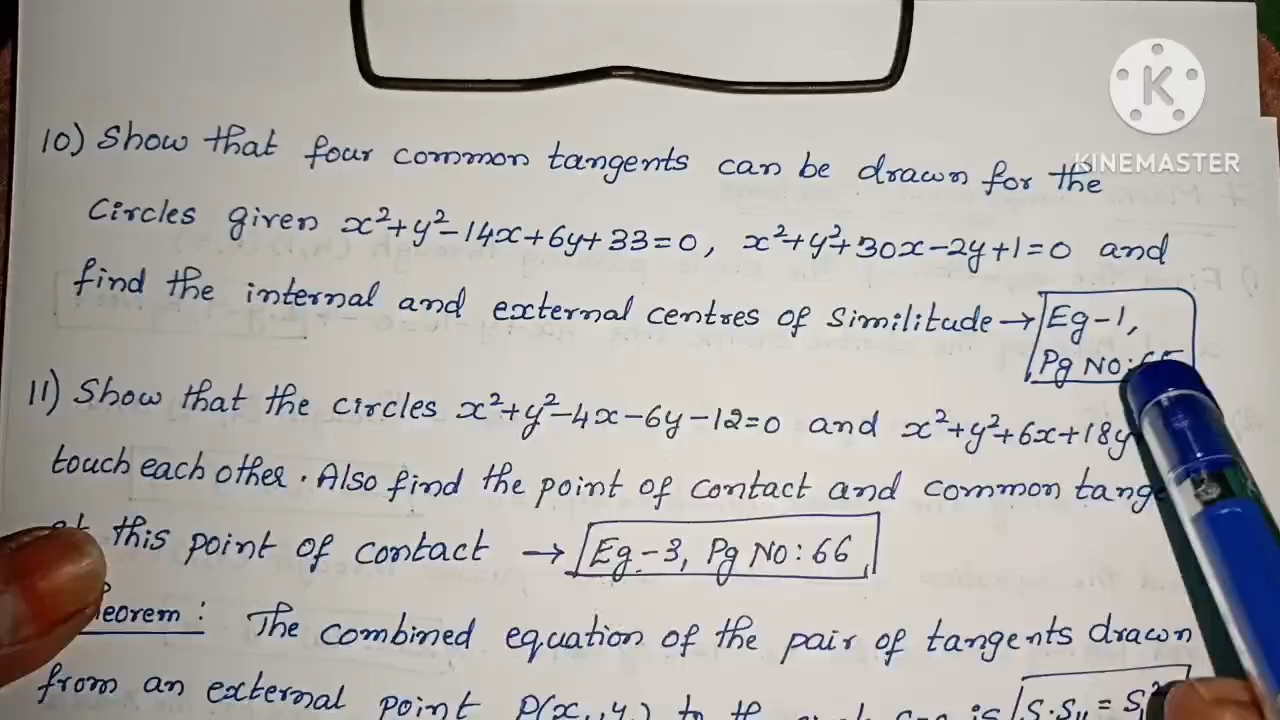 K
KINEMASTER
10) Show that four common tangents can be drawn for the
Circles given x²+y²-14x+6y+33=0, x²+y²+30x-2y+1=0 and
find the internal and external centres of Similitude → Eg-1,
Pg No:
11) Show that the circles x²+y²-4x-6y-12=0 and x²+y²+6x+18y
touch each other. Also find the point of contact and common
this point of contact → Eg-3, Pg No: 66
The combined equation of the pair of tangents drawn
from an external point